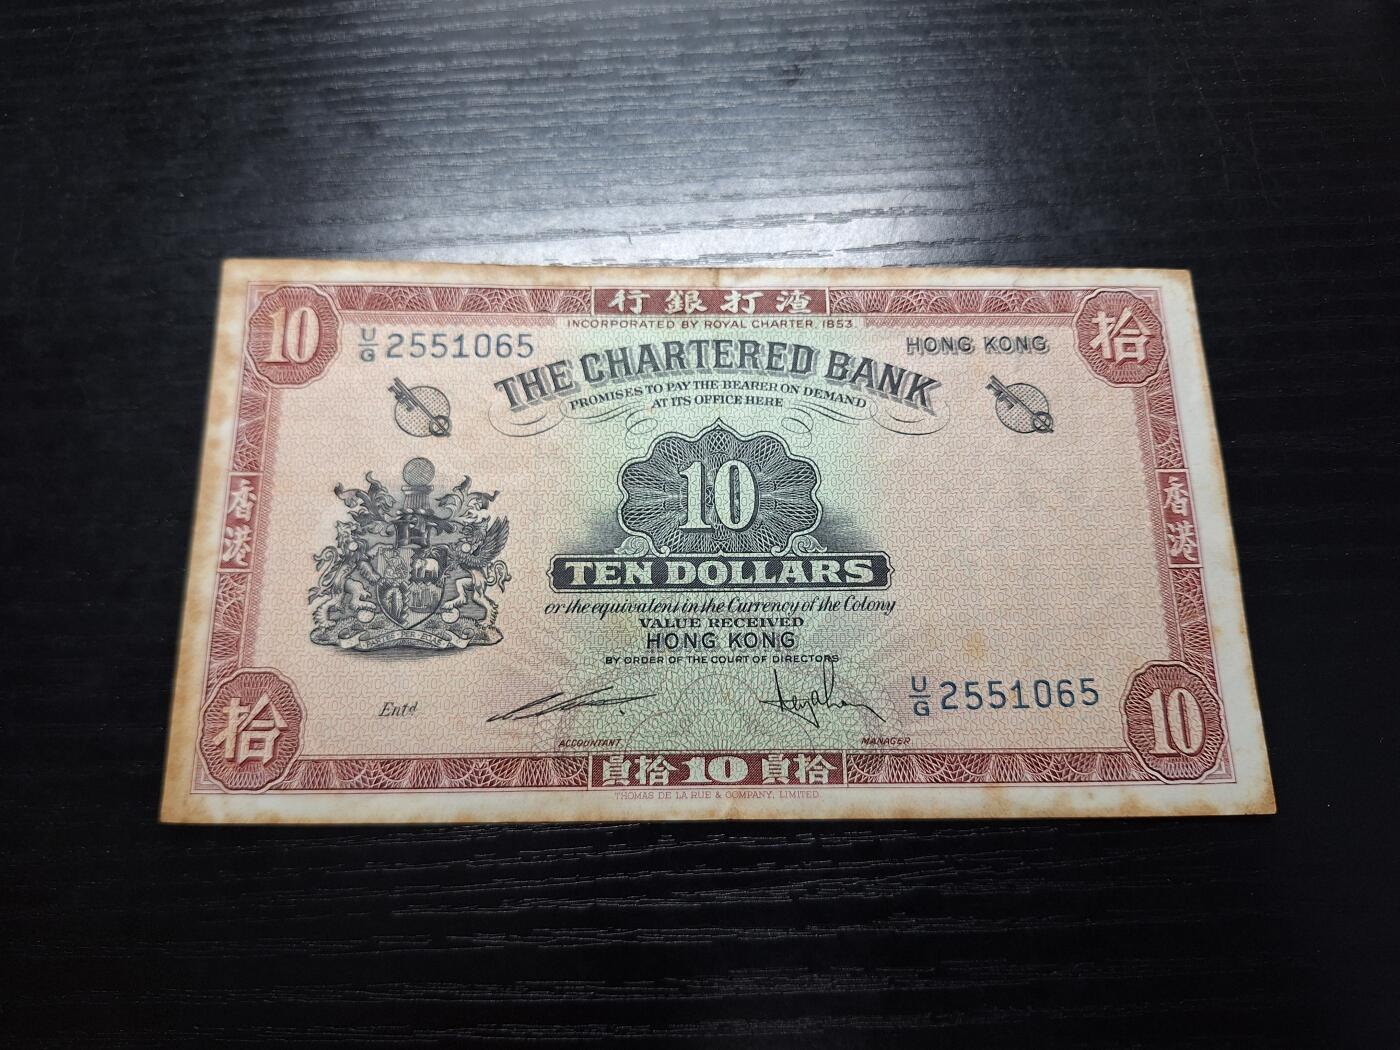 行銀打渣
INCORPORATED BY ROYAL CHARTER, 1853.
10
U/G 2551065
HONG KONG
拾
THE CHARTERED BANK
PROMISES TO PAY THE BEARER ON DEMAND
AT ITS OFFICE HERE
10
香港
香港
TEN DOLLARS
or the equivalent in the Currency of the Colony
VALUE RECEIVED
HONG KONG
BY ORDER OF THE COURT OF DIRECTORS
U/G 2551065
拾
Entd
10
ACCOUNTANT.
MANAGER
員拾 10 員拾
THOMAS DE LA RUE & COMPANY, LIMITED.